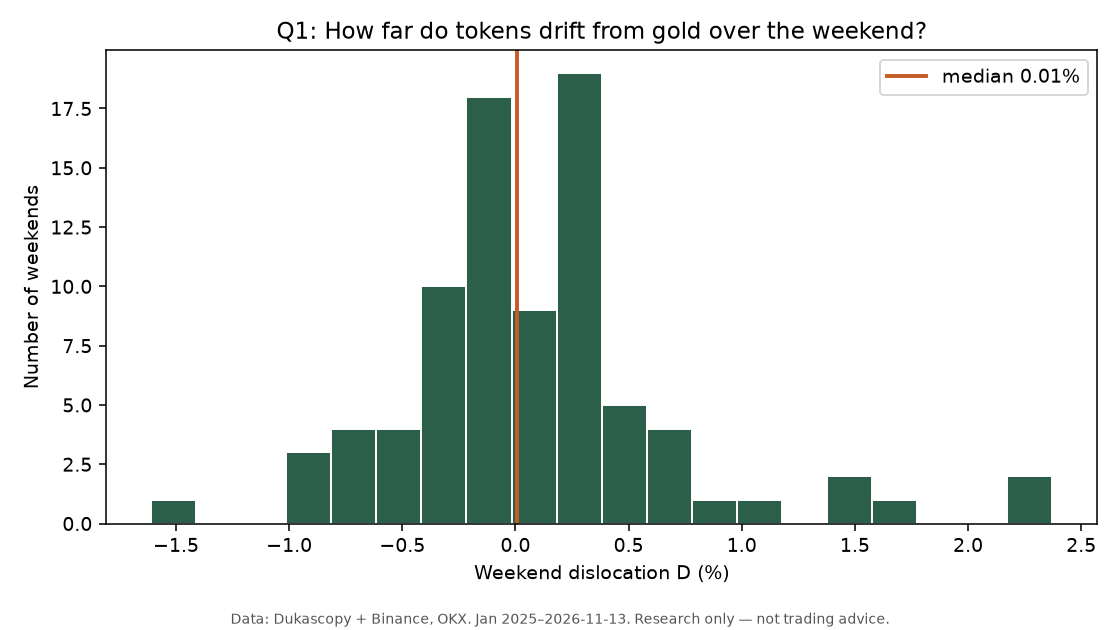 Q1: How far do tokens drift from gold over the weekend?
median 0.01%
Number of weekends
17.5
15.0
12.5
10.0
7.5
5.0
2.5
0.0
−1.5 −1.0 −0.5 0.0 0.5 1.0 1.5 2.0 2.5
Weekend dislocation D (%)
Data: Dukascopy + Binance, OKX. Jan 2025–2026-11-13. Research only — not trading advice.